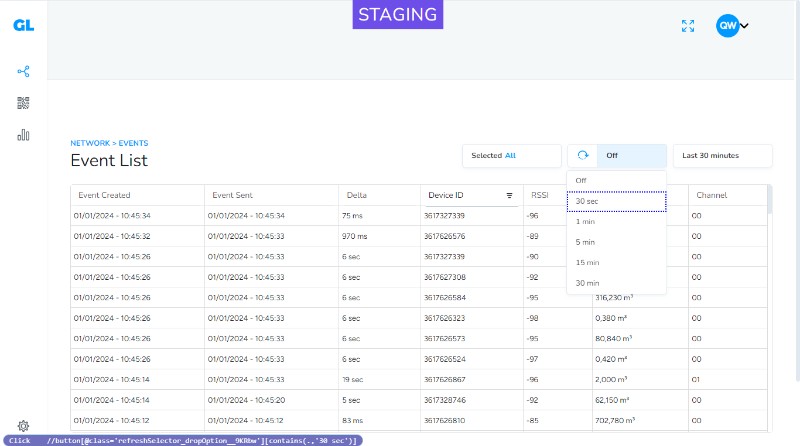 STAGING
GL
QW
NETWORK > EVENTS
Event List
Selected All
Off
Last 30 minutes
Off
30 sec
1 min
5 min
15 min
30 min
Event Created Event Sent Delta Device ID RSSI Channel
01/01/2024 - 10:45:34 01/01/2024 - 10:45:34 75 ms 3617327339 -96 00
01/01/2024 - 10:45:32 01/01/2024 - 10:45:33 970 ms 3617626576 -89 00
01/01/2024 - 10:45:26 01/01/2024 - 10:45:33 6 sec 3617327339 -90 00
01/01/2024 - 10:45:26 01/01/2024 - 10:45:33 6 sec 3617627308 -92 00
01/01/2024 - 10:45:26 01/01/2024 - 10:45:33 6 sec 3617626584 -95 316,230 m³ 00
01/01/2024 - 10:45:26 01/01/2024 - 10:45:33 6 sec 3617626323 -98 0,380 m³ 00
01/01/2024 - 10:45:26 01/01/2024 - 10:45:33 6 sec 3617626573 -95 80,840 m³ 00
01/01/2024 - 10:45:26 01/01/2024 - 10:45:33 6 sec 3617626524 -97 0,420 m³ 00
01/01/2024 - 10:45:14 01/01/2024 - 10:45:33 19 sec 3617626867 -96 2,000 m³ 01
01/01/2024 - 10:45:14 01/01/2024 - 10:45:20 5 sec 3617328746 -92 62,150 m³ 00
01/01/2024 - 10:45:12 01/01/2024 - 10:45:12 83 ms 3617626810 -85 702,780 m³ 00
Click //button[@class='refreshSelector_dropOption__9KRbw'][contains(.,'30 sec')]